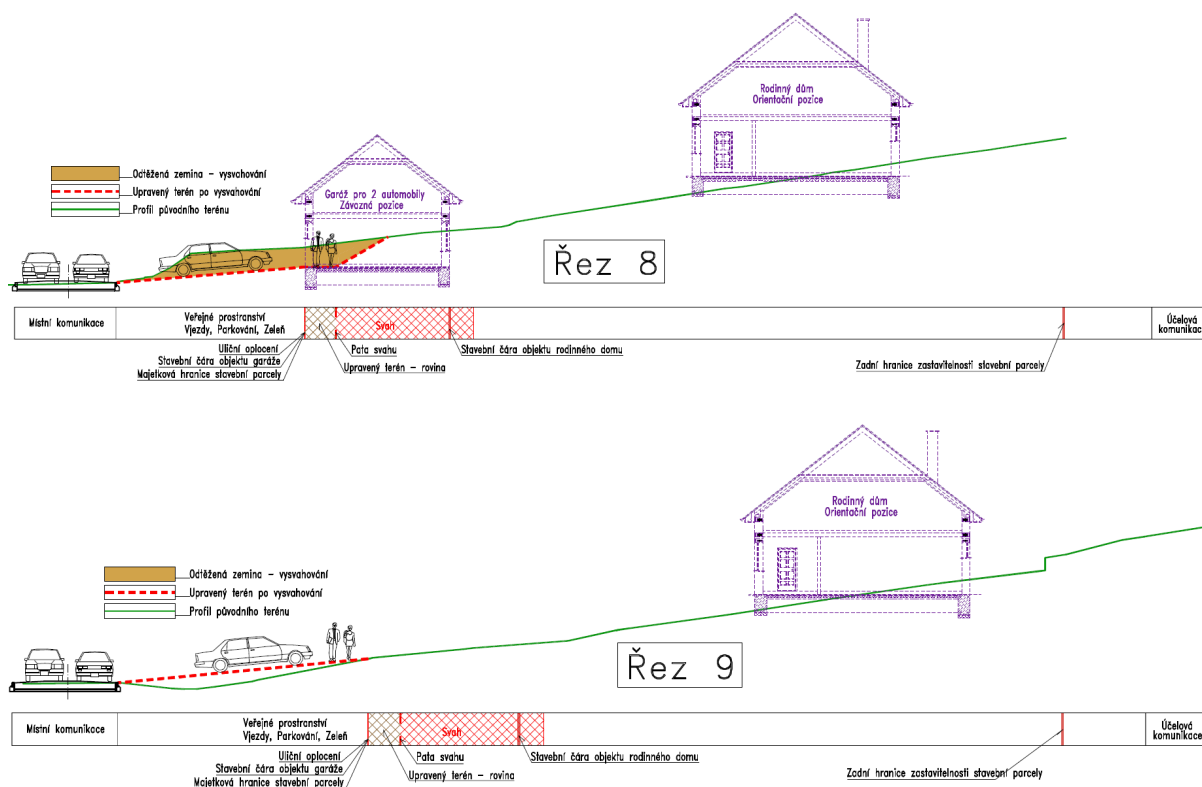 Rodinný dům
Orientační pozice
Odtěžená zemina – vysvahování
Upravený terén po vysvahování
Profil původního terénu
Garáž pro 2 automobily
Závazná pozice
Řez 8
Místní komunikace
Veřejné prostranství
Vjezdy, Parkování, Zeleň
Svah
Účelová
komunikace
Uliční oplocení
Stavební čára objektu garáže
Majetková hranice stavební parcely
Pata svahu
Upravený terén – rovina
Stavební čára objektu rodinného domu
Zadní hranice zastavitelnosti stavební parcely
Rodinný dům
Orientační pozice
Odtěžená zemina – vysvahování
Upravený terén po vysvahování
Profil původního terénu
Řez 9
Místní komunikace
Veřejné prostranství
Vjezdy, Parkování, Zeleň
Svah
Účelová
komunikace
Uliční oplocení
Stavební čára objektu garáže
Majetková hranice stavební parcely
Pata svahu
Upravený terén – rovina
Stavební čára objektu rodinného domu
Zadní hranice zastavitelnosti stavební parcely